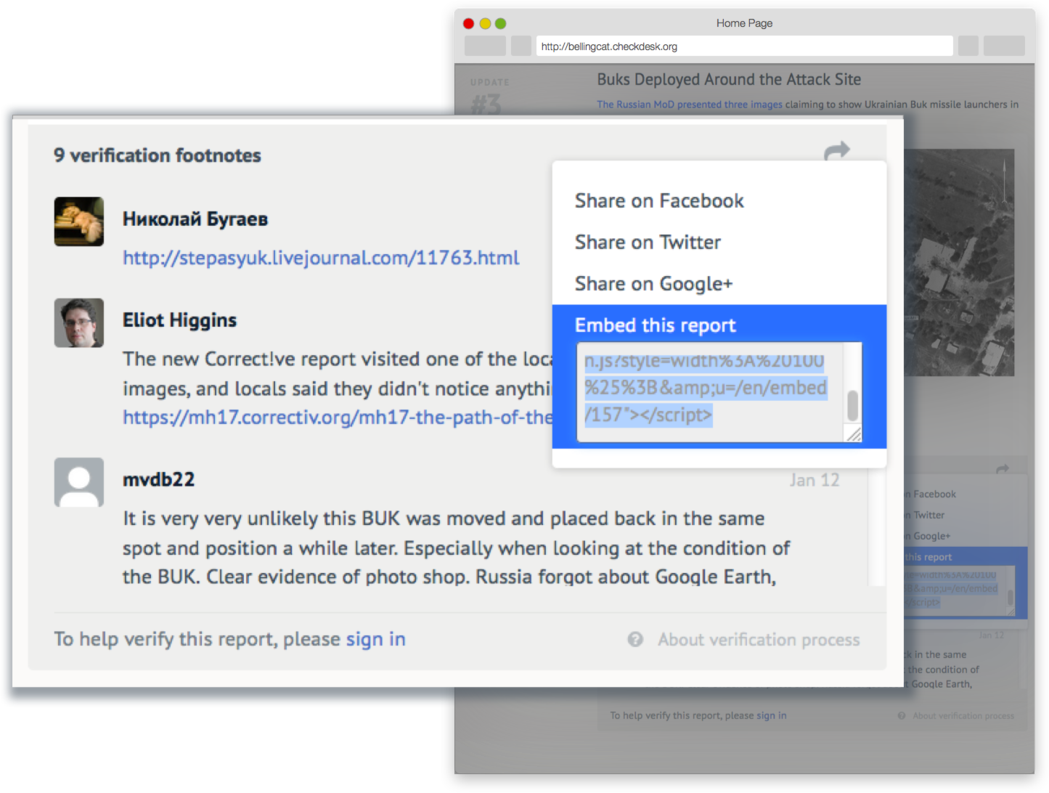 Home Page
http://bellingcat.checkdesk.org
UPDATE
#3
Buks Deployed Around the Attack Site
The Russian MoD presented three images claiming to show Ukrainian Buk missile launchers in
9 verification footnotes
Николай Бугаев
http://stepasyuk.livejournal.com/11763.html
Eliot Higgins
The new Correct!ve report visited one of the loca
images, and locals said they didn't notice anythi
https://mh17.correctiv.org/mh17-the-path-of-the
mvdb22
Jan 12
It is very very unlikely this BUK was moved and placed back in the same
spot and position a while later. Especially when looking at the condition of
the BUK. Clear evidence of photo shop. Russia forgot about Google Earth,
To help verify this report, please sign in
About verification process
Share on Facebook
Share on Twitter
Share on Google+
Embed this report
n.js?style=width%3A%20100
%25%3B&amp;u=/en/embed
/157"></script>
n Facebook
n Twitter
n Google+
this report
=width%3A%20100
B&amp;u=/en/embed
/script>
Jan 12
ck in the same
the condition of
t Google Earth,
To help verify this report, please sign in
About verification process